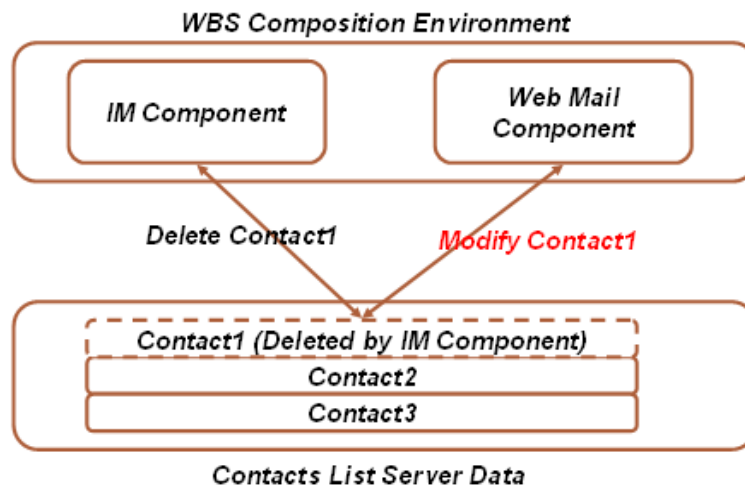 WBS Composition Environment
IM Component
Web Mail
Component
Delete Contact1
Modify Contact1
Contact1 (Deleted by IM Component)
Contact2
Contact3
Contacts List Server Data